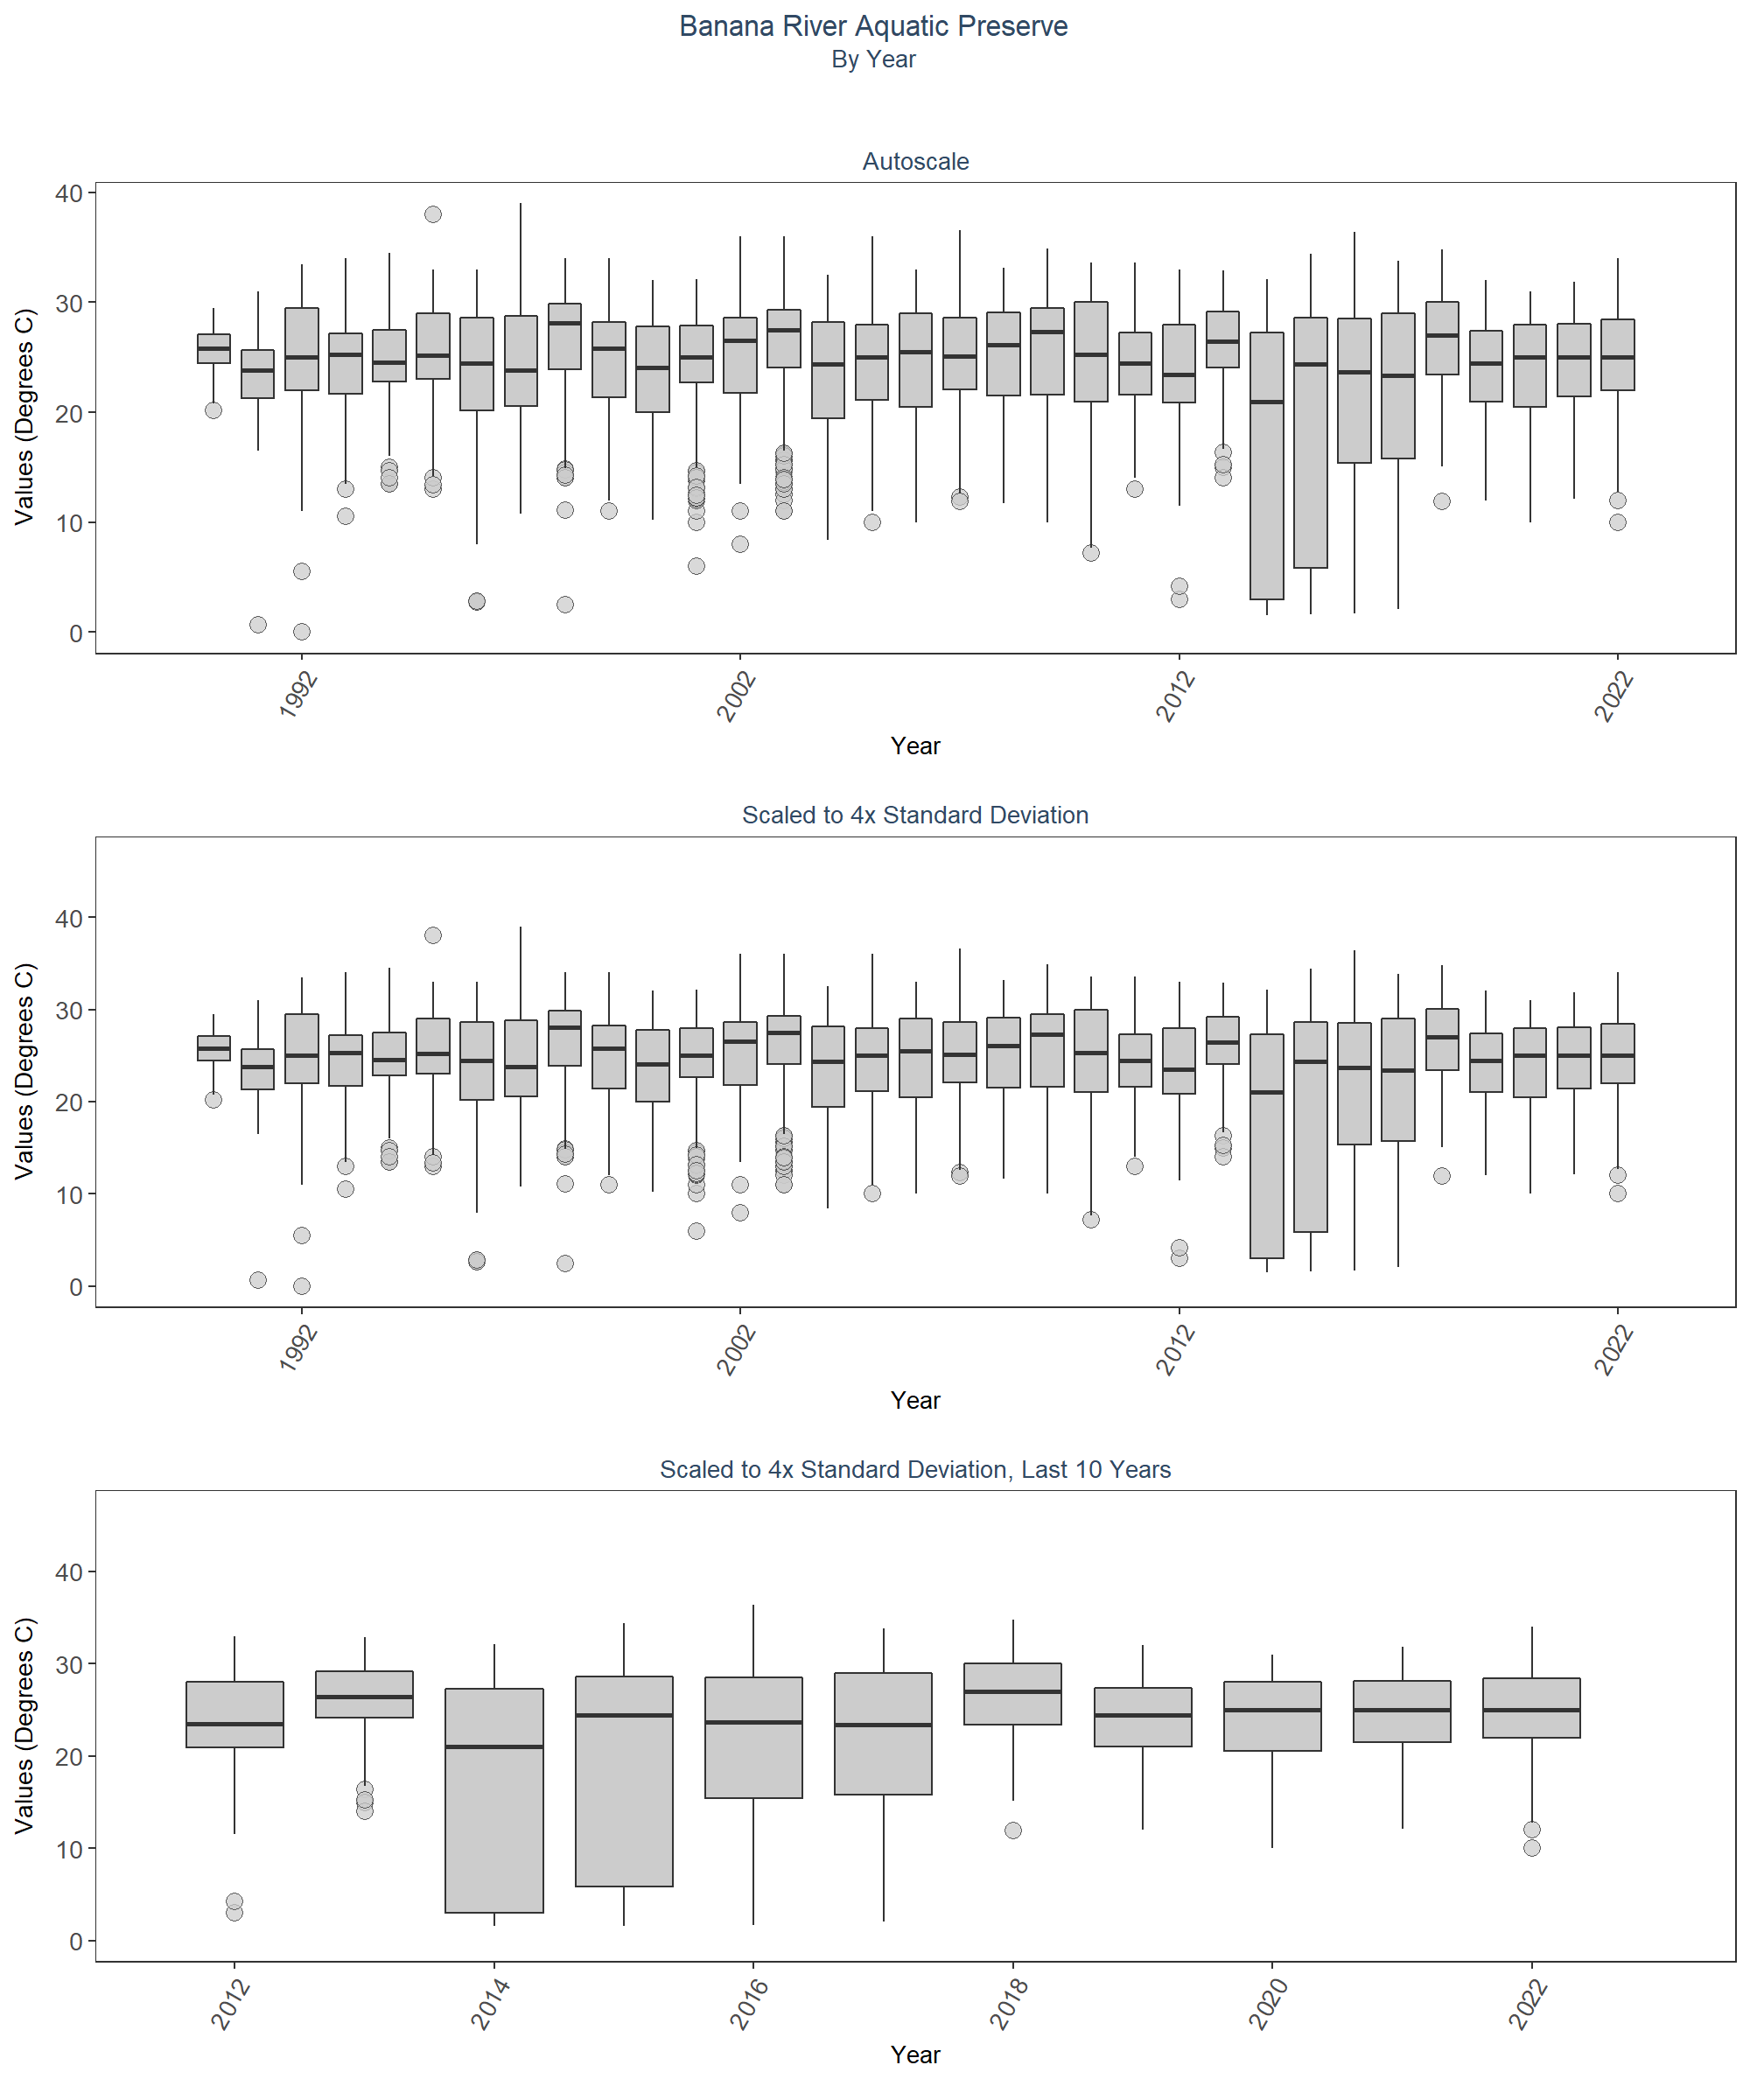 Banana River Aquatic Preserve
By Year
Autoscale
Values (Degrees C)
40
30
20
10
0
1992
2002
2012
2022
Year
Scaled to 4x Standard Deviation
Values (Degrees C)
40
30
20
10
0
1992
2002
2012
2022
Year
Scaled to 4x Standard Deviation, Last 10 Years
Values (Degrees C)
40
30
20
10
0
2012
2014
2016
2018
2020
2022
Year